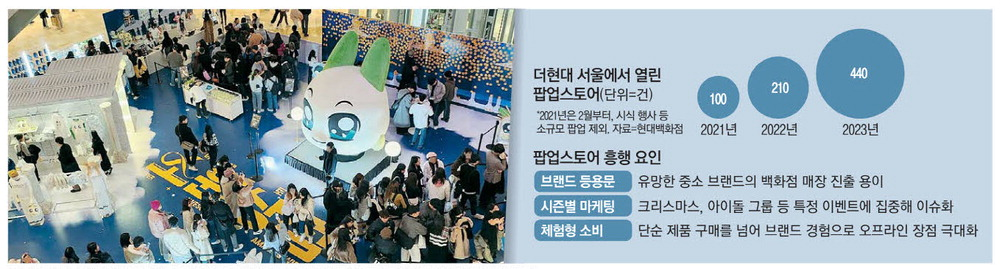 더현대 서울에서 열린
팝업스토어(단위=건)
*2021년은 2월부터, 시식 행사 등
소규모 팝업 제외, 자료=현대백화점
100
210
440
2021년
2022년
2023년
팝업스토어 흥행 요인
브랜드 등용문 유망한 중소 브랜드의 백화점 매장 진출 용이
시즌별 마케팅 크리스마스, 아이돌 그룹 등 특정 이벤트에 집중해 이슈화
체험형 소비 단순 제품 구매를 넘어 브랜드 경험으로 오프라인 장점 극대화